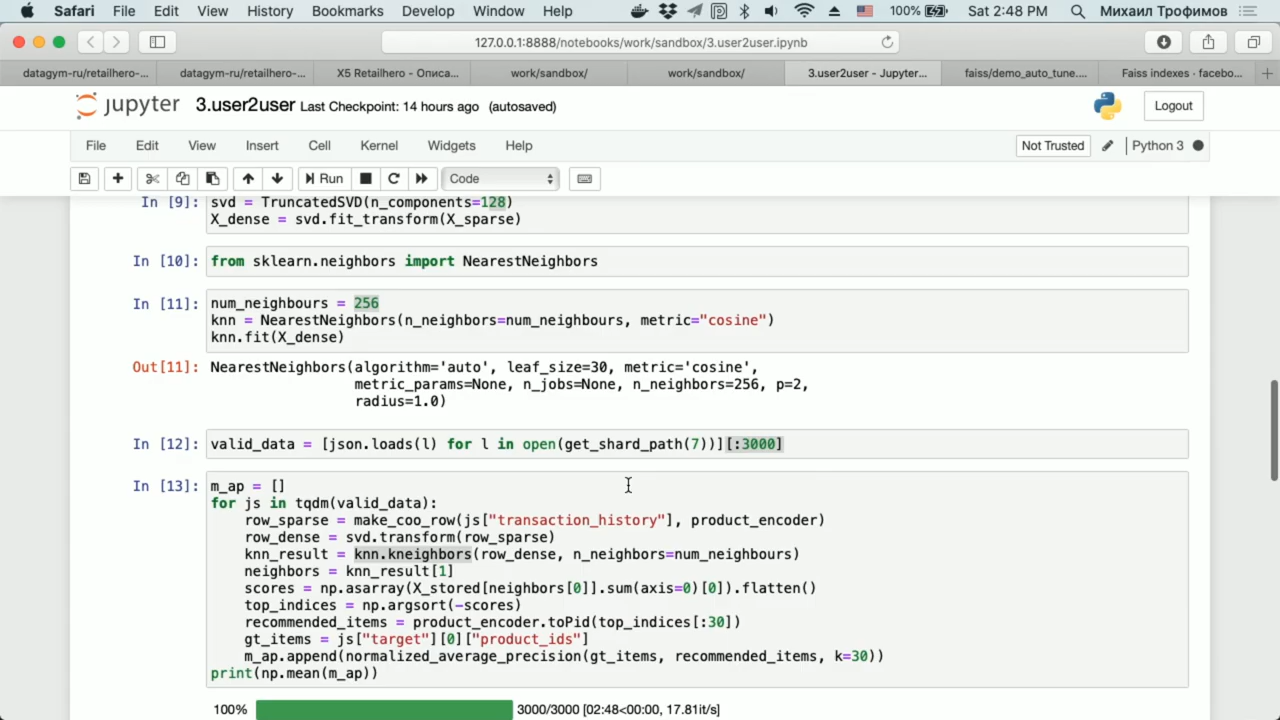 Safari File Edit View History Bookmarks Develop Window Help 100% Sat 2:48 PM Михаил Трофимов
127.0.0.1:8888/notebooks/work/sandbox/3.user2user.ipynb
datagym-ru/retailhero-... datagym-ru/retailhero-... X5 Retailhero - Описа... work/sandbox/ work/sandbox/ 3.user2user - Jupyter... faiss/demo_auto_tune.... Faiss indexes · facebo...
jupyter 3.user2user Last Checkpoint: 14 hours ago (autosaved) Logout
File Edit View Insert Cell Kernel Widgets Help Not Trusted Python 3
Run Code
In [9]: svd = TruncatedSVD(n_components=128)
X_dense = svd.fit_transform(X_sparse)
In [10]: from sklearn.neighbors import NearestNeighbors
In [11]: num_neighbours = 256
knn = NearestNeighbors(n_neighbors=num_neighbours, metric="cosine")
knn.fit(X_dense)
Out[11]: NearestNeighbors(algorithm='auto', leaf_size=30, metric='cosine',
metric_params=None, n_jobs=None, n_neighbors=256, p=2,
radius=1.0)
In [12]: valid_data = [json.loads(l) for l in open(get_shard_path(7))][:3000]
In [13]: m_ap = []
for js in tqdm(valid_data):
row_sparse = make_coo_row(js["transaction_history"], product_encoder)
row_dense = svd.transform(row_sparse)
knn_result = knn.kneighbors(row_dense, n_neighbors=num_neighbours)
neighbors = knn_result[1]
scores = np.asarray(X_stored[neighbors[0]].sum(axis=0)[0]).flatten()
top_indices = np.argsort(-scores)
recommended_items = product_encoder.toPid(top_indices[:30])
gt_items = js["target"][0]["product_ids"]
m_ap.append(normalized_average_precision(gt_items, recommended_items, k=30))
print(np.mean(m_ap))
100% 3000/3000 [02:48<00:00, 17.81it/s]